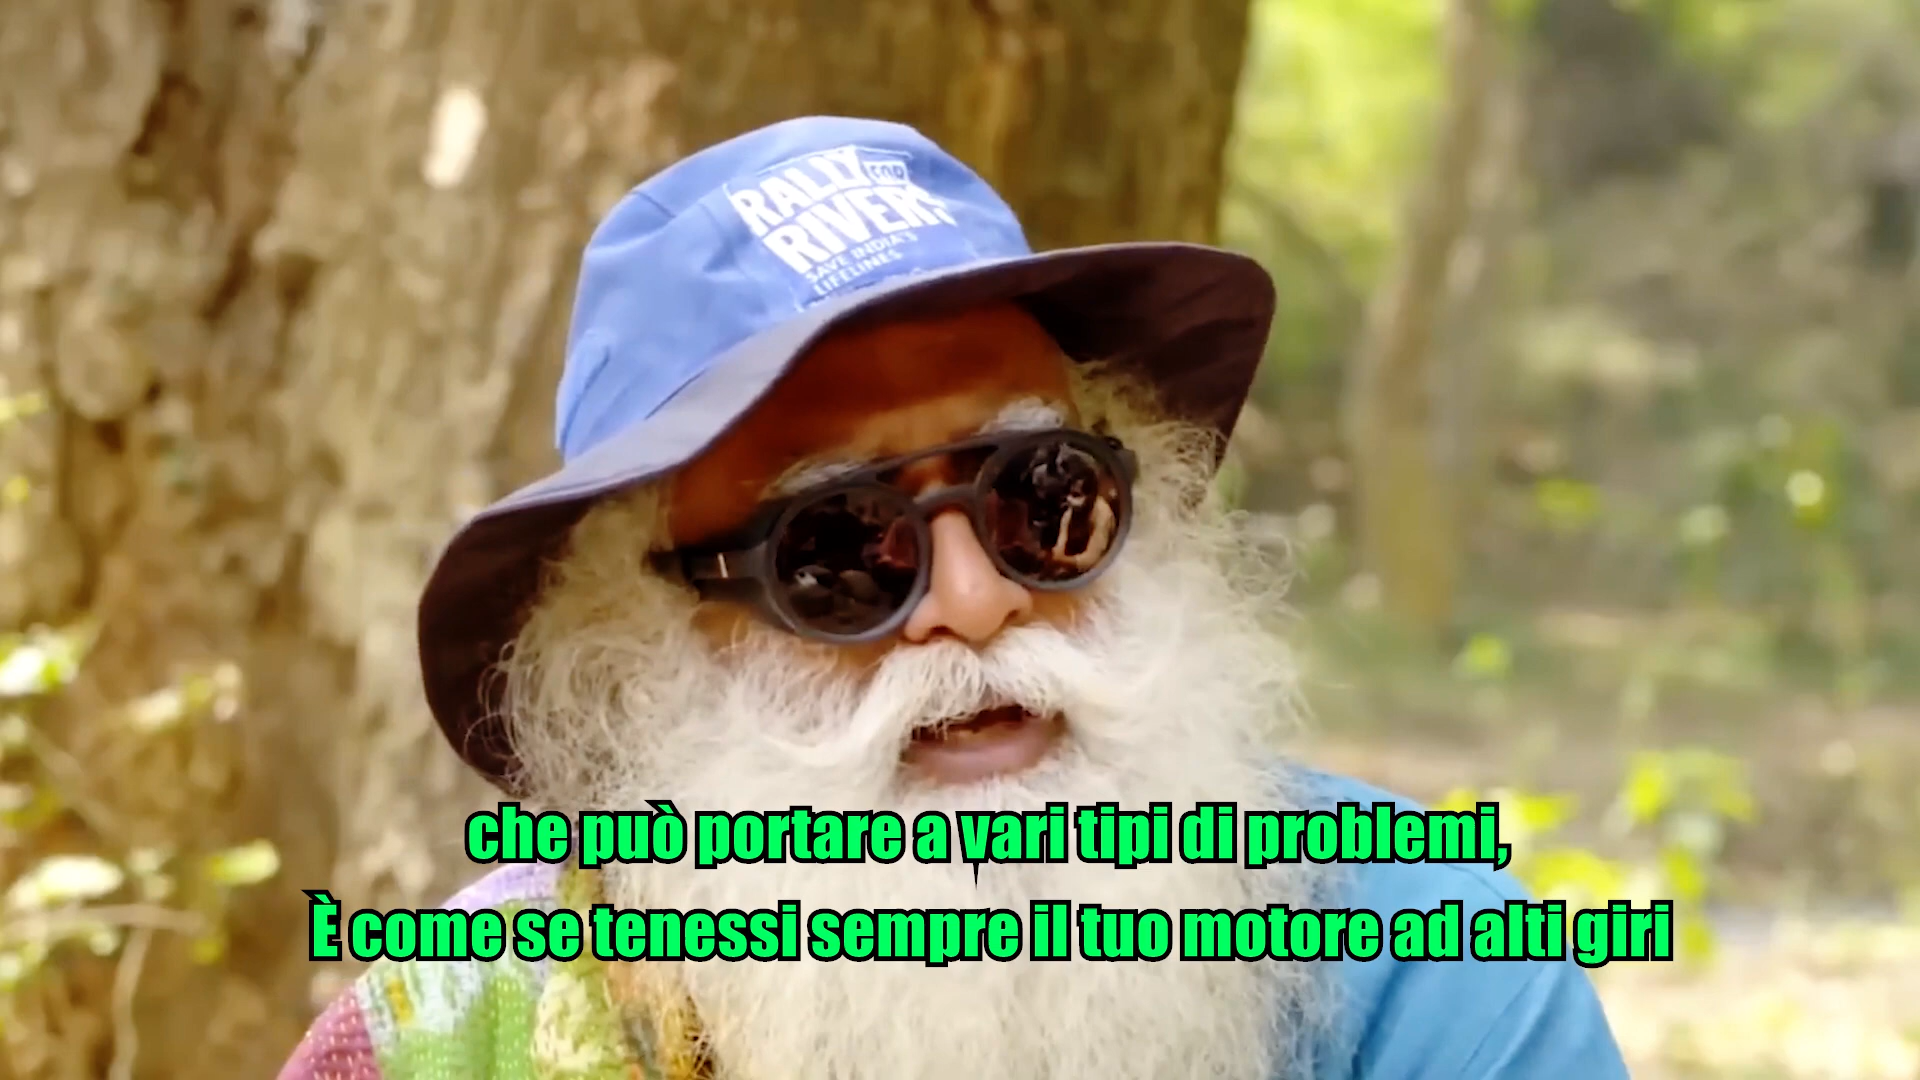 RALLY FOR
RIVERS
SAVE INDIA'S
LIFELINES
che può portare a vari tipi di problemi,
È come se tenessi sempre il tuo motore ad alti giri